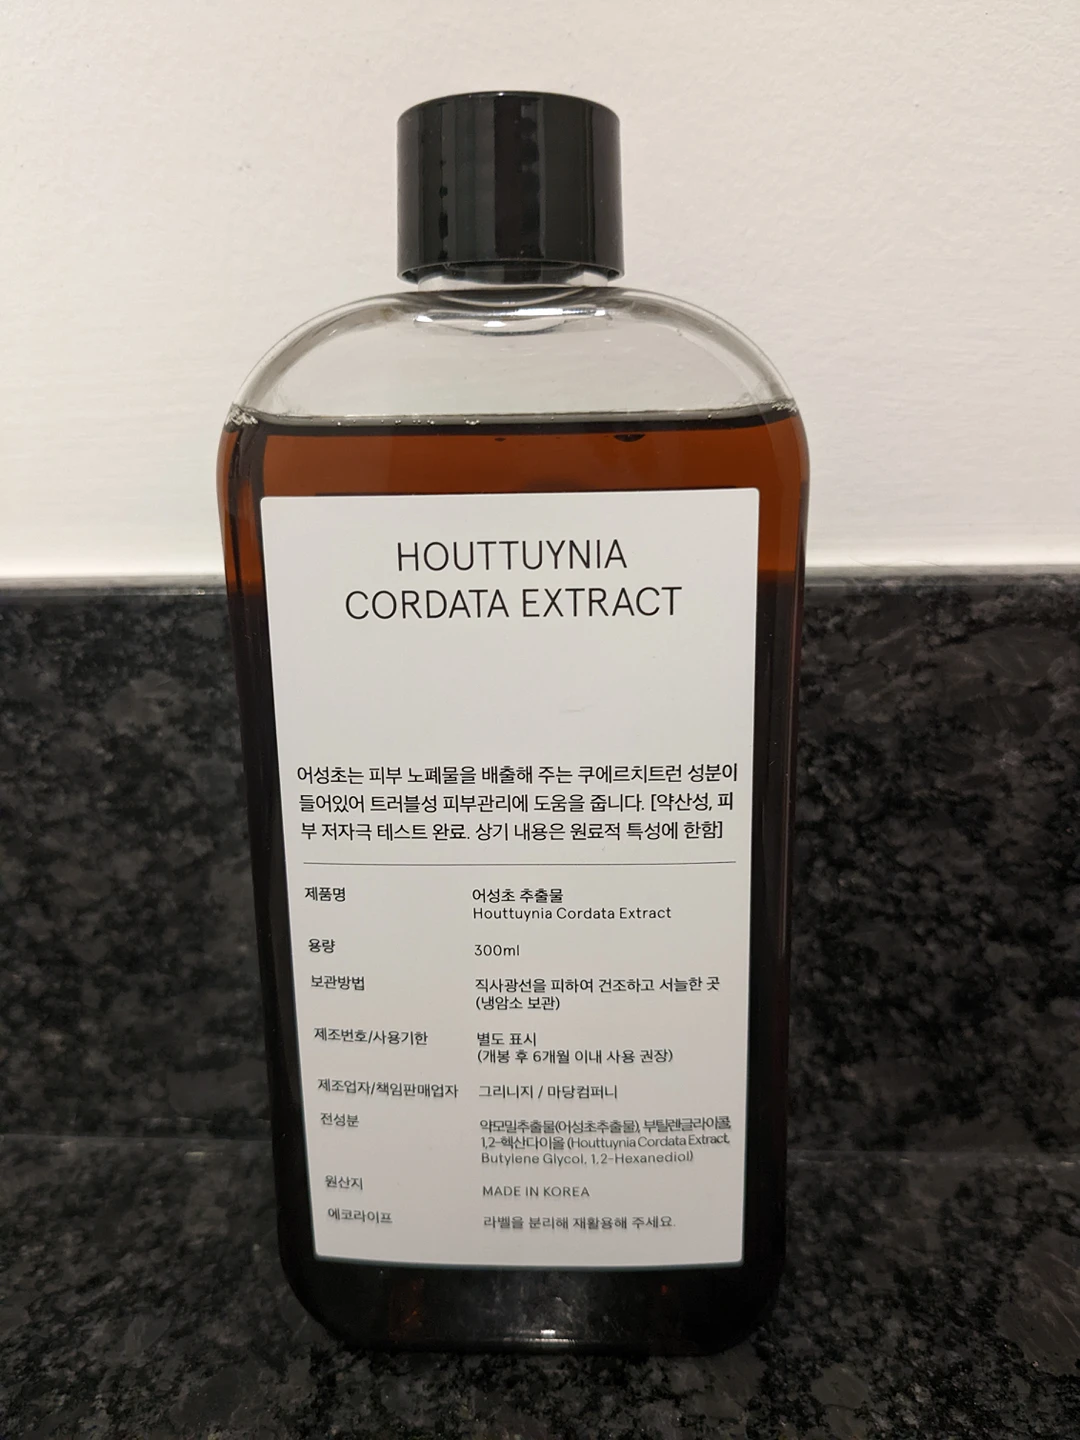 HOUTTUYNIA
CORDATA EXTRACT
어성초는 피부 노폐물을 배출해 주는 쿠에르치트런 성분이
들어있어 트러블성 피부관리에 도움을 줍니다. [약산성, 피
부 저자극 테스트 완료. 상기 내용은 원료적 특성에 한함]
제품명 어성초 추출물
Houttuynia Cordata Extract
용량 300ml
보관방법 직사광선을 피하여 건조하고 서늘한 곳
(냉암소 보관)
제조번호/사용기한 별도 표시
(개봉 후 6개월 이내 사용 권장)
제조업자/책임판매업자 그리니지 / 마당컴퍼니
전성분 약모밀추출물(어성초추출물), 부틸렌글라이콜,
1,2-헥산다이올 (Houttuynia Cordata Extract,
Butylene Glycol, 1,2-Hexanediol)
원산지 MADE IN KOREA
에코라이프 라벨을 분리해 재활용해 주세요.